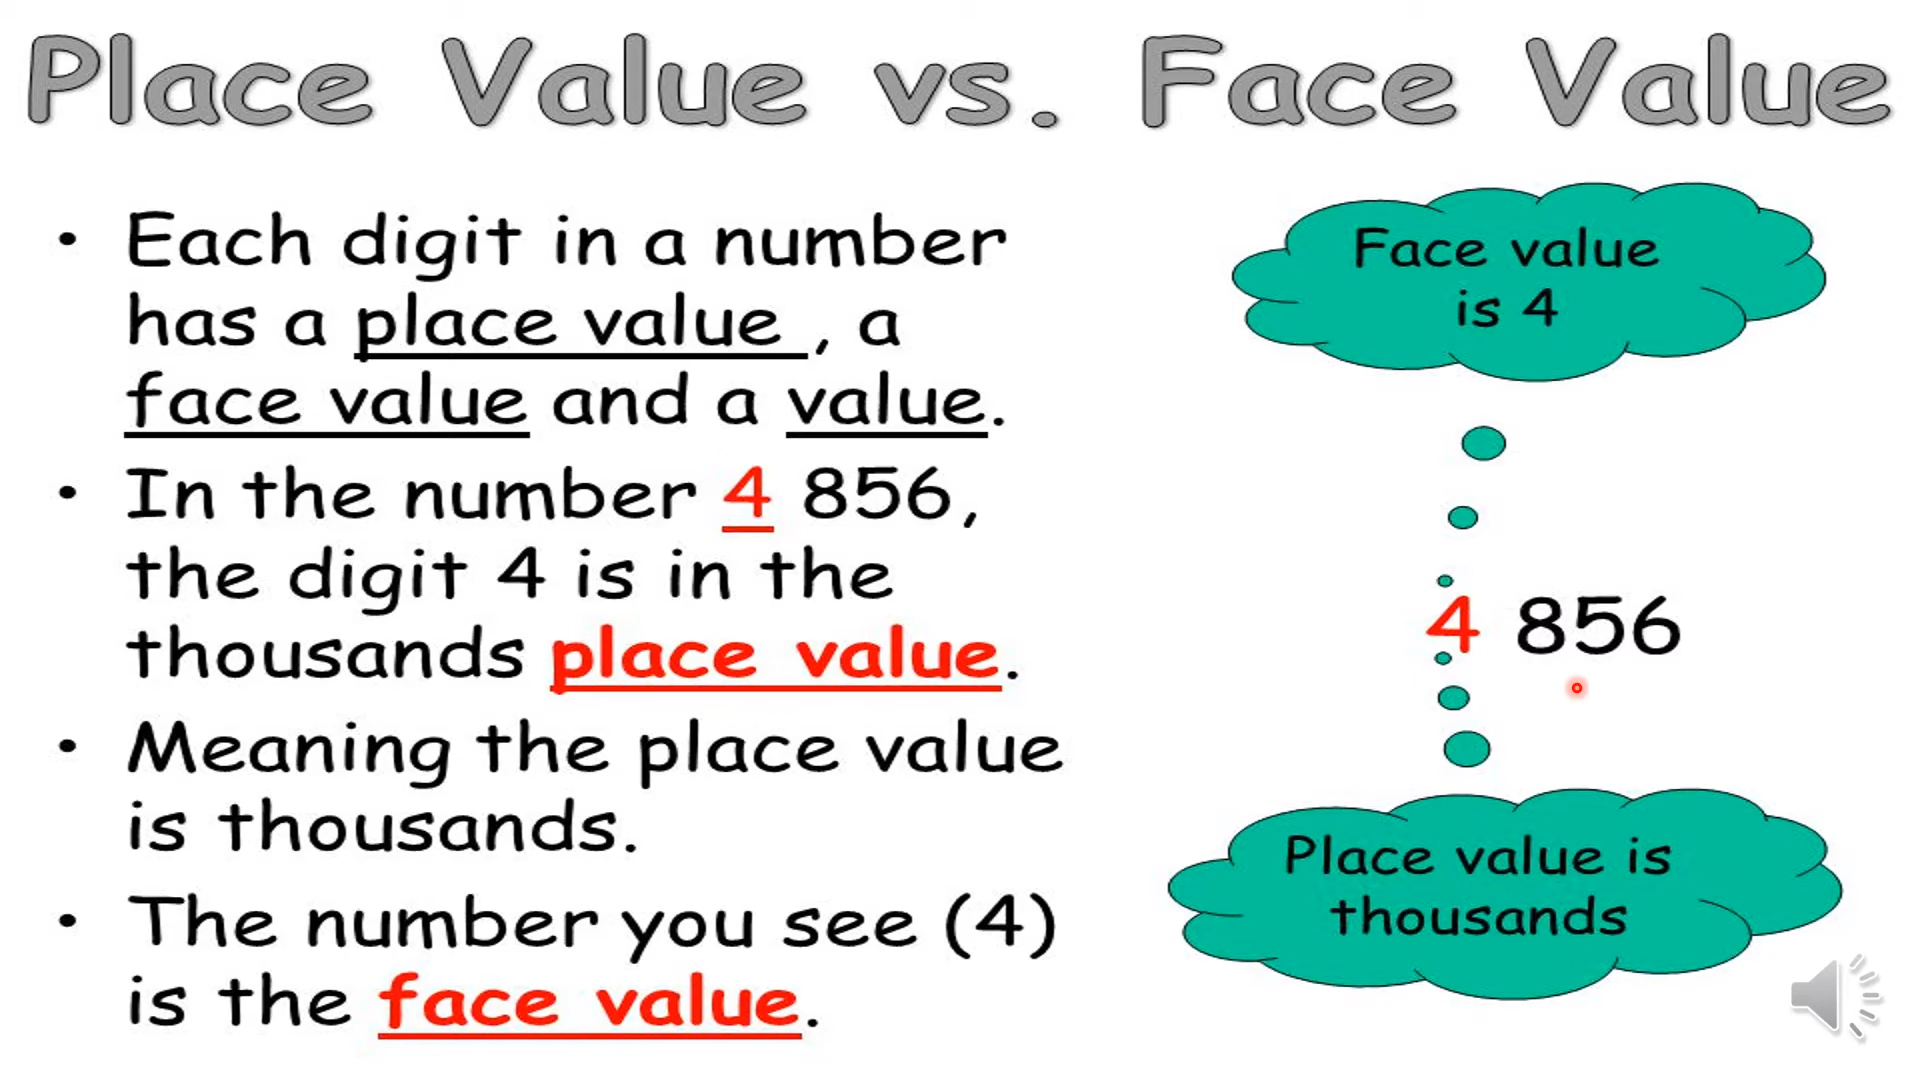 Place Value vs. Face Value
• Each digit in a number
has a place value , a
face value and a value.
• In the number 4 856,
the digit 4 is in the
thousands place value.
• Meaning the place value
is thousands.
• The number you see (4)
is the face value.
Face value
is 4
4 856
Place value is
thousands